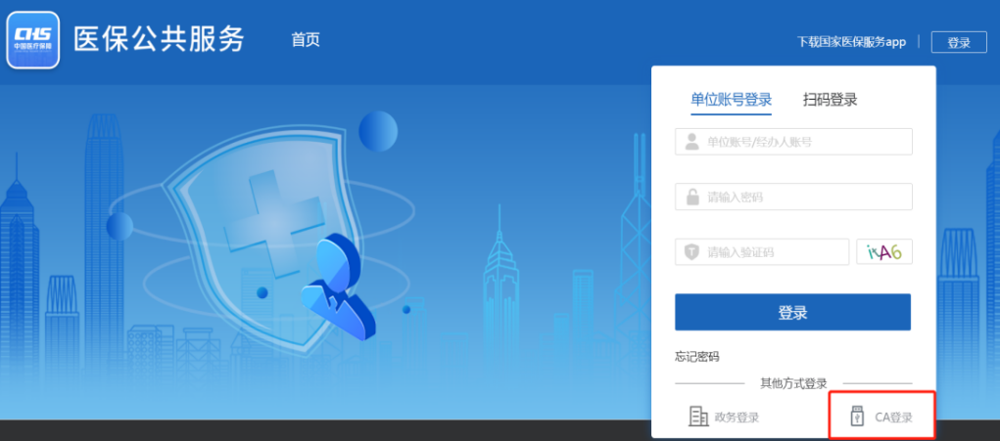 CHS
中国医疗保障
医保公共服务
首页
下载国家医保服务app
登录
单位账号登录
扫码登录
单位账号/经办人账号
请输入密码
请输入验证码
itA6
登录
忘记密码
其他方式登录
政务登录
CA登录